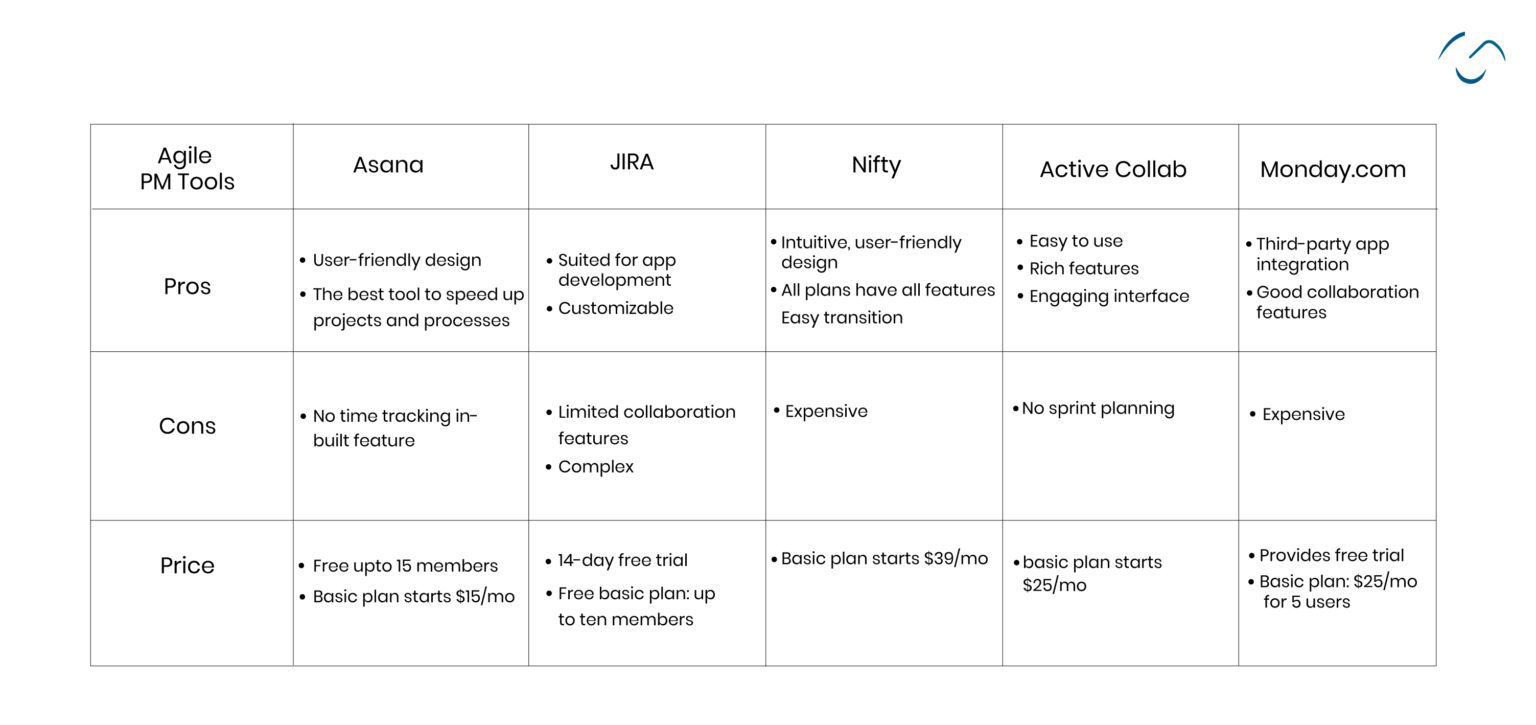 Agile
PM Tools
Asana
JIRA
Nifty
Active Collab
Monday.com
Pros
• User-friendly design
• The best tool to speed up
projects and processes
• Suited for app
development
• Customizable
• Intuitive, user-friendly
design
• All plans have all features
Easy transition
• Easy to use
• Rich features
• Engaging interface
• Third-party app
integration
• Good collaboration
features
Cons
• No time tracking in-
built feature
• Limited collaboration
features
• Complex
• Expensive
• No sprint planning
• Expensive
Price
• Free upto 15 members
• Basic plan starts $15/mo
• 14-day free trial
• Free basic plan: up
to ten members
• Basic plan starts $39/mo
• basic plan starts
$25/mo
• Provides free trial
• Basic plan: $25/mo
for 5 users